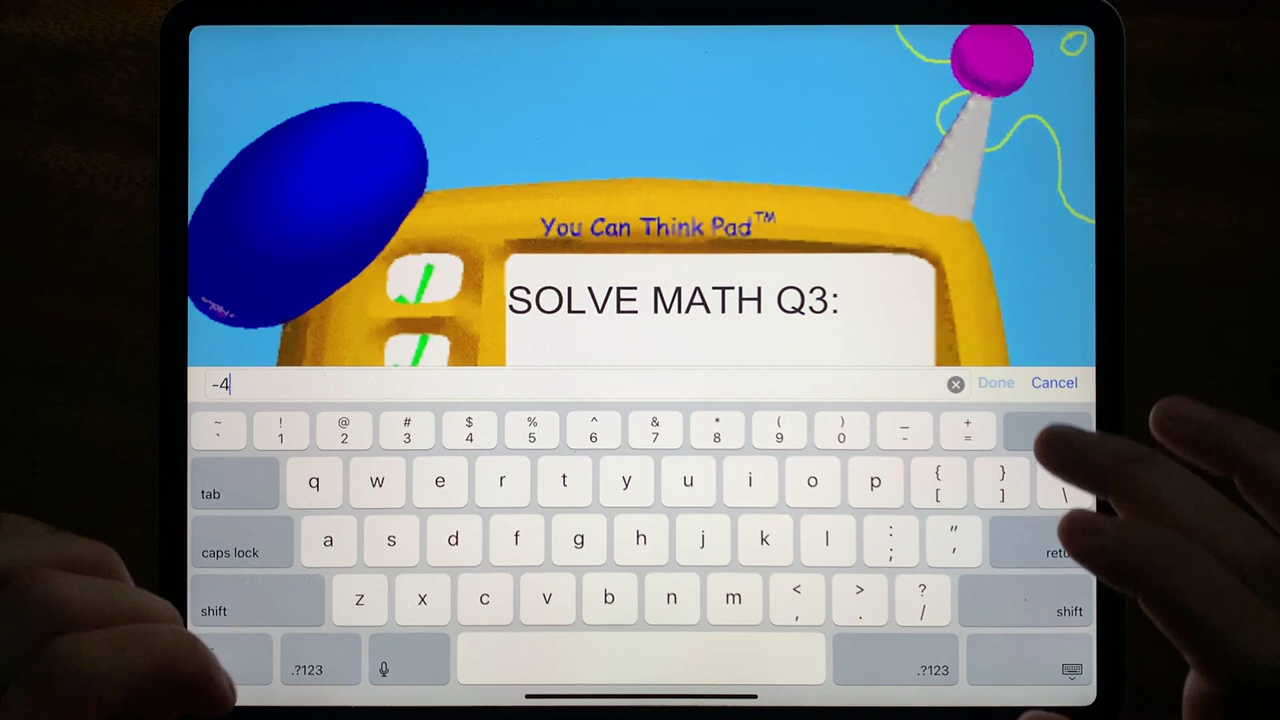 You Can Think Pad™
SOLVE MATH Q3:
-4
Done Cancel
~ ! @ # $ % ^ & * ( ) _ +
` 1 2 3 4 5 6 7 8 9 0 - =
tab q w e r t y u i o p { [ } ] \
caps lock a s d f g h j k l : ; " '
shift z x c v b n m < , > . ? / shift
.?123 .?123